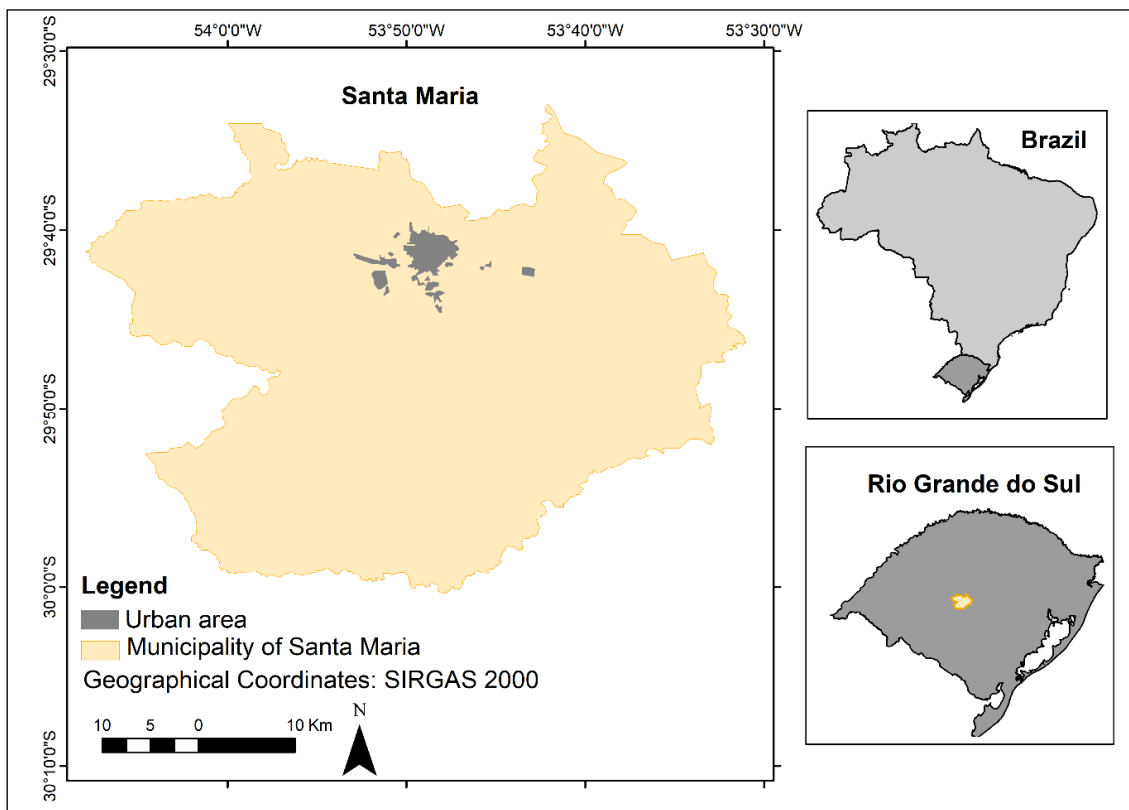 54°0'0"W 53°50'0"W 53°40'0"W 53°30'0"W
29°30'0"S
Santa Maria
29°40'0"S
29°50'0"S
30°0'0"S
30°10'0"S
Legend
Urban area
Municipality of Santa Maria
Geographical Coordinates: SIRGAS 2000
10 5 0 10 Km
N
Brazil
Rio Grande do Sul